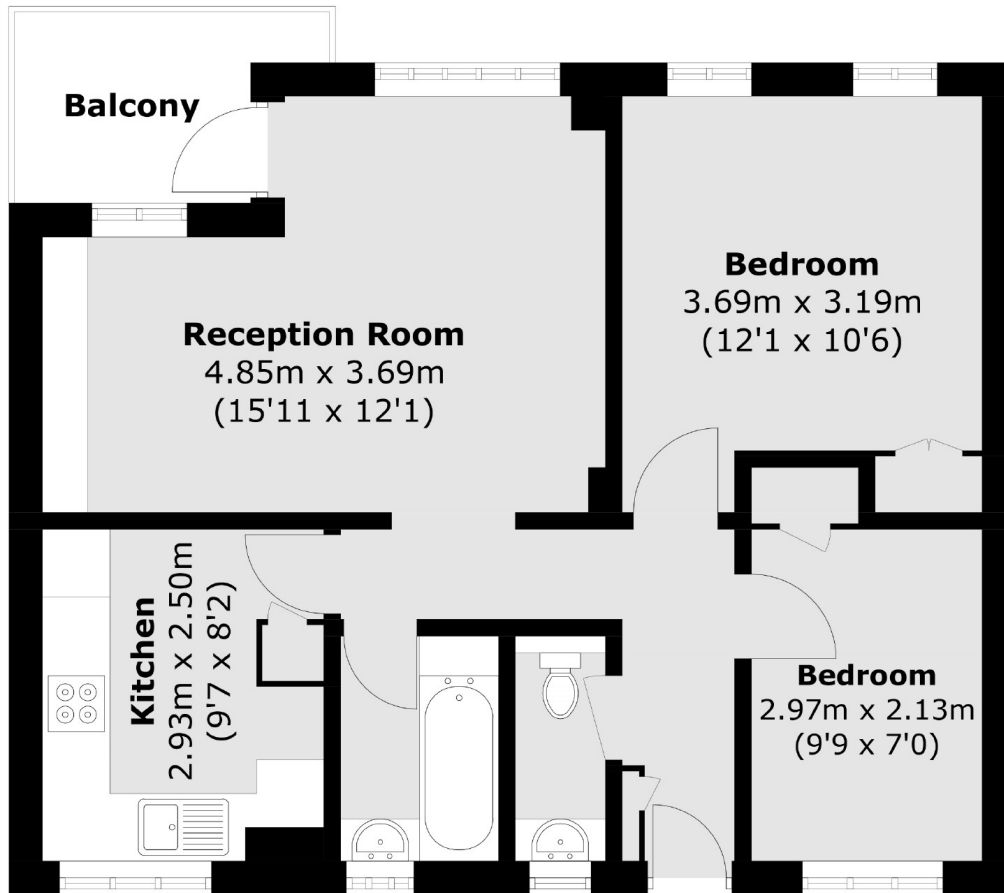 Balcony
Reception Room
4.85m x 3.69m
(15'11 x 12'1)
Bedroom
3.69m x 3.19m
(12'1 x 10'6)
Kitchen
2.93m x 2.50m
(9'7 x 8'2)
Bedroom
2.97m x 2.13m
(9'9 x 7'0)